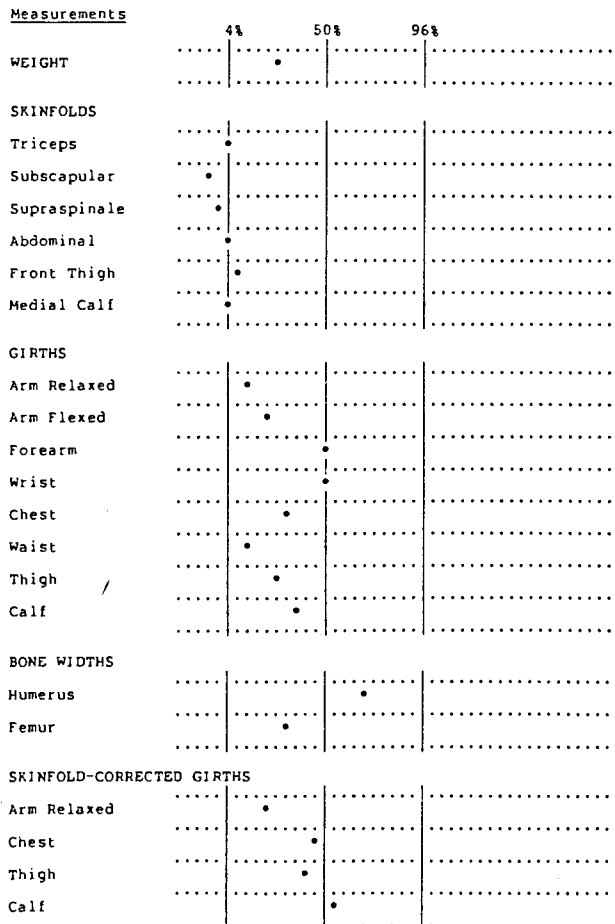 Measurements
4% 50% 96%
WEIGHT
SKINFOLDS
Triceps
Subscapular
Supraspinale
Abdominal
Front Thigh
Medial Calf
GIRTHS
Arm Relaxed
Arm Flexed
Forearm
Wrist
Chest
Waist
Thigh
Calf
BONE WIDTHS
Humerus
Femur
SKINFOLD-CORRECTED GIRTHS
Arm Relaxed
Chest
Thigh
Calf